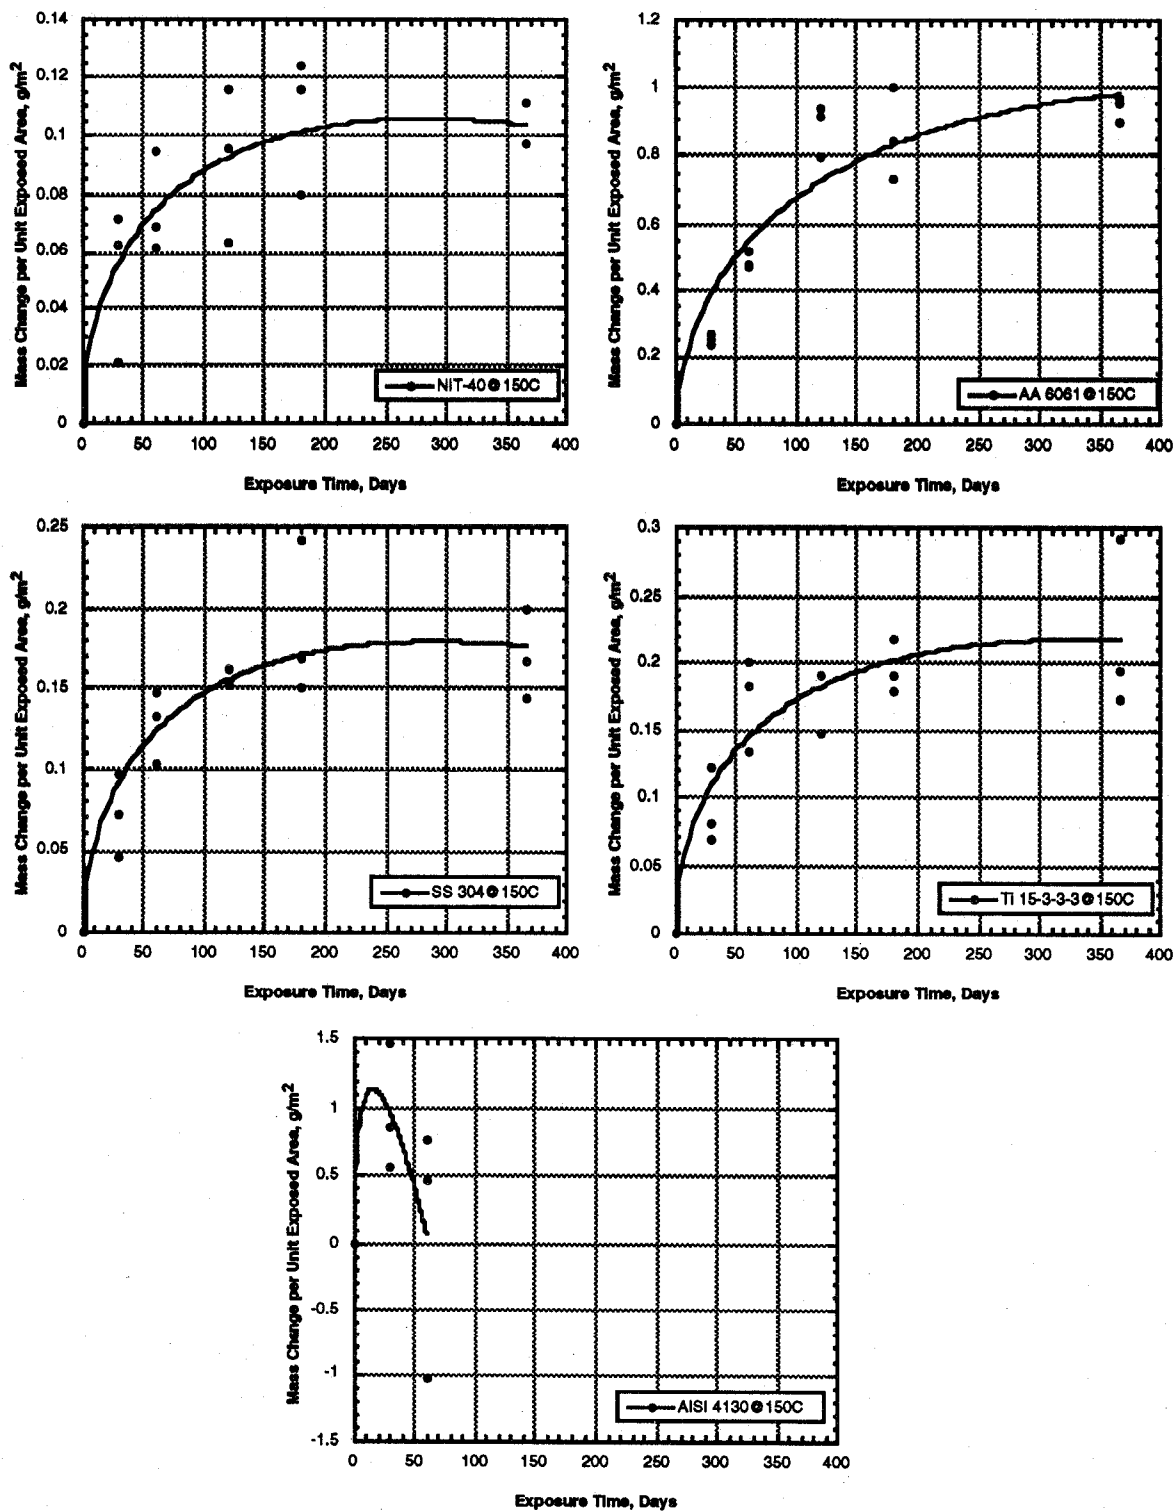 Mass Change per Unit Exposed Area, g/m2
0.14
0.12
0.1
0.08
0.06
0.04
0.02
0
NIT-40 @ 150C
0 50 100 150 200 250 300 350 400
Exposure Time, Days
Mass Change per Unit Exposed Area, g/m2
1.2
1
0.8
0.6
0.4
0.2
0
AA 6061 @ 150C
0 50 100 150 200 250 300 350 400
Exposure Time, Days
Mass Change per Unit Exposed Area, g/m2
0.25
0.2
0.15
0.1
0.05
0
SS 304 @ 150C
0 50 100 150 200 250 300 350 400
Exposure Time, Days
Mass Change per Unit Exposed Area, g/m2
0.3
0.25
0.2
0.15
0.1
0.05
0
TI 15-3-3-3 @ 150C
0 50 100 150 200 250 300 350 400
Exposure Time, Days
Mass Change per Unit Exposed Area, g/m2
1.5
1
0.5
0
-0.5
-1
-1.5
AISI 4130 @ 150C
0 50 100 150 200 250 300 350 400
Exposure Time, Days